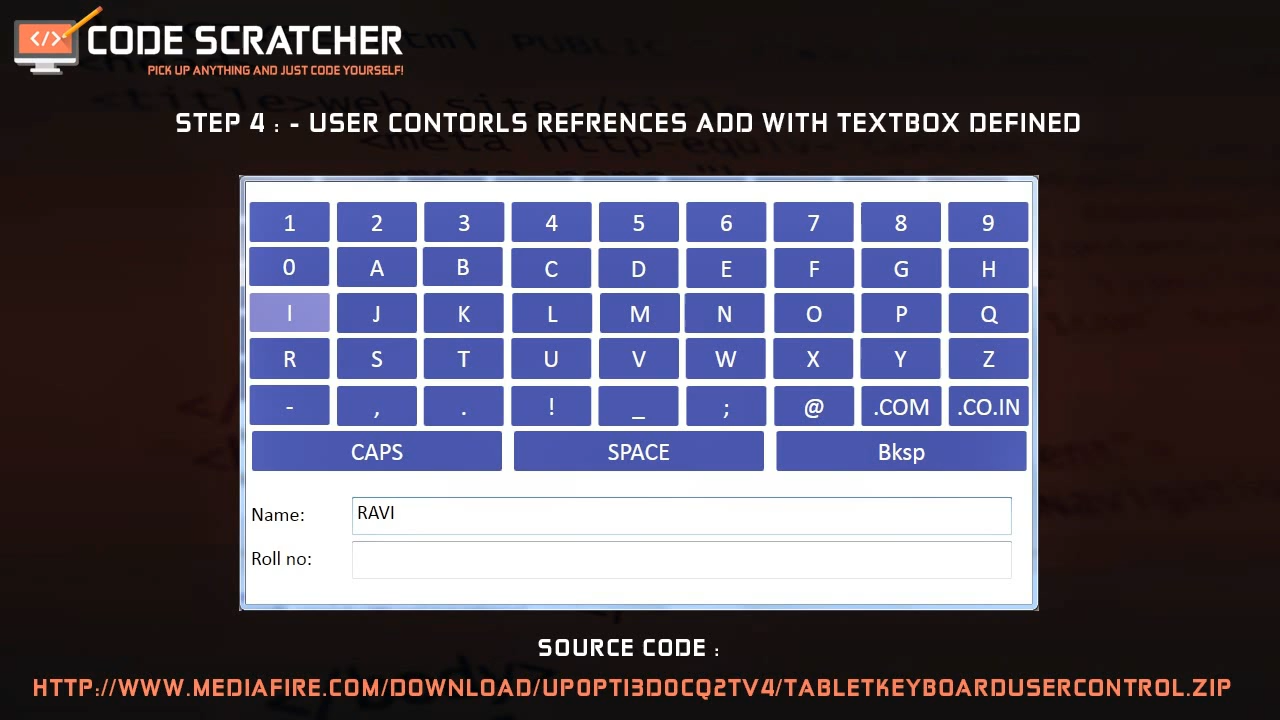 </>
CODE SCRATCHER
PICK UP ANYTHING AND JUST CODE YOURSELF!
STEP 4 : - USER CONTORLS REFRENCES ADD WITH TEXTBOX DEFINED
1 2 3 4 5 6 7 8 9
0 A B C D E F G H
I J K L M N O P Q
R S T U V W X Y Z
- , . ! _ ; @ .COM .CO.IN
CAPS SPACE Bksp
Name: RAVI
Roll no:
SOURCE CODE :
HTTP://WWW.MEDIAFIRE.COM/DOWNLOAD/UP0PTI3D0CQ2TV4/TABLETKEYBOARDUSERCONTROL.ZIP